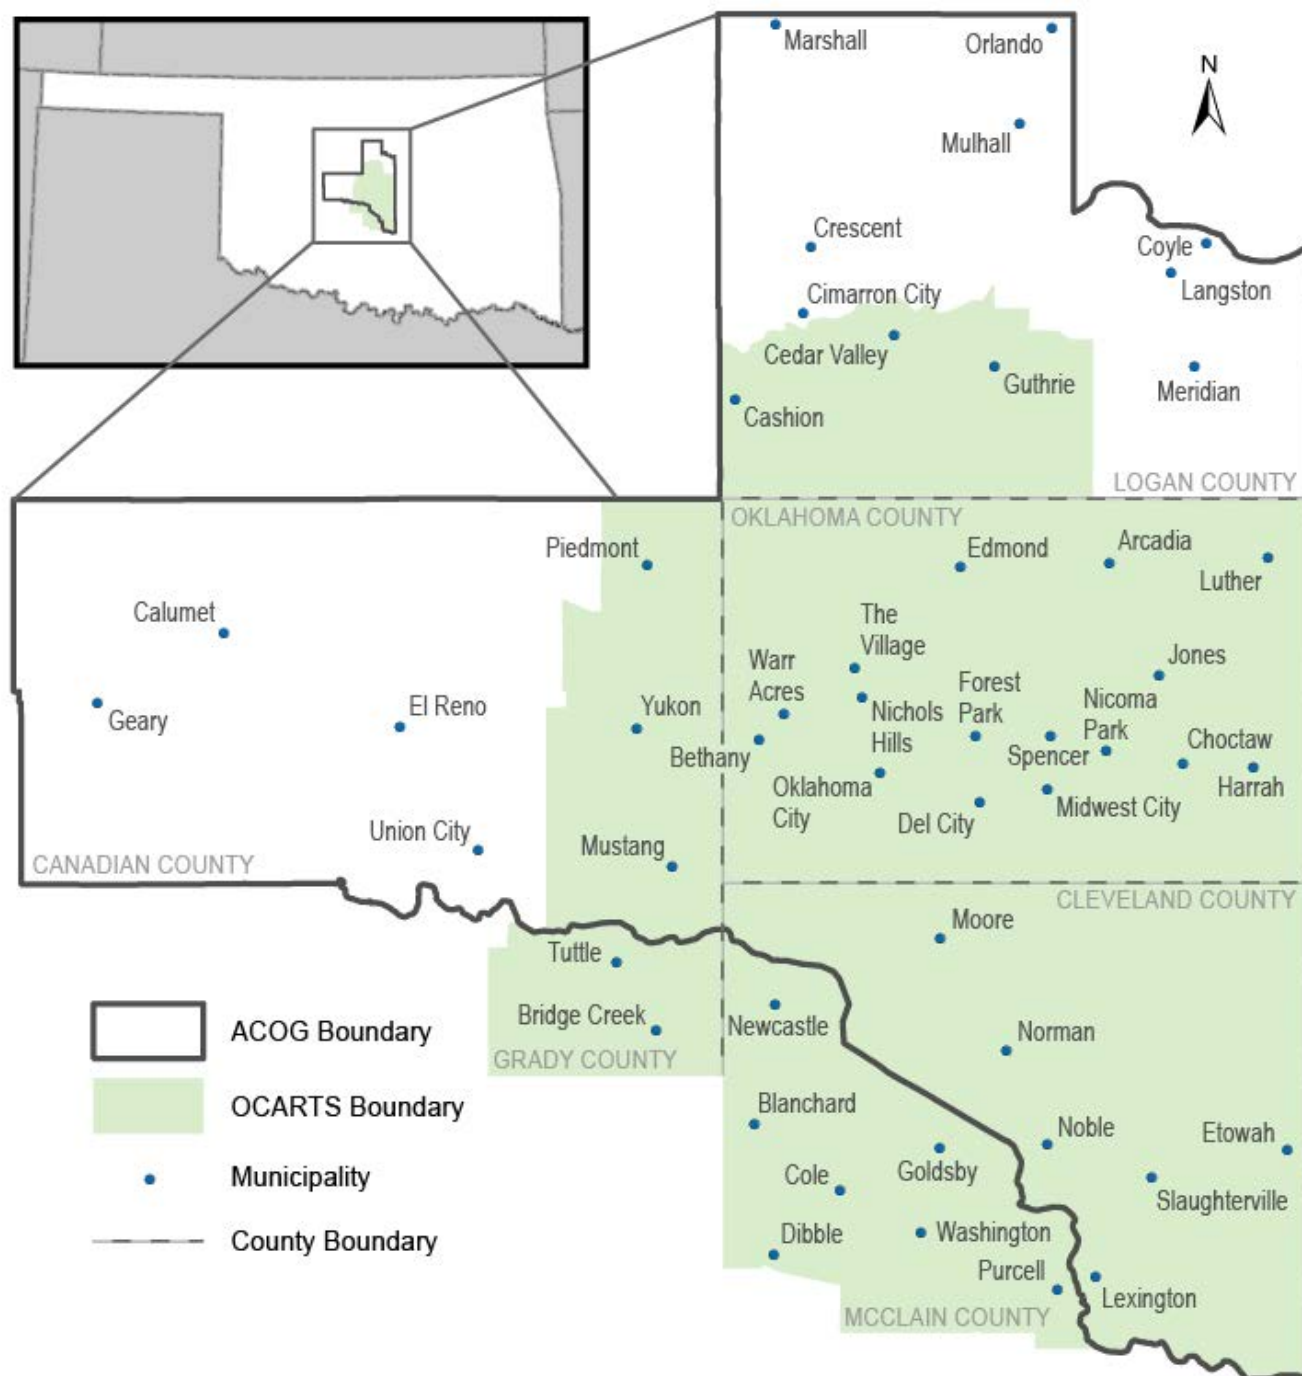 Marshall
Orlando
N
Mulhall
Crescent
Coyle
Langston
Cimarron City
Cedar Valley
Guthrie
Meridian
Cashion
LOGAN COUNTY
OKLAHOMA COUNTY
Piedmont
Edmond
Arcadia
Luther
Calumet
The
Village
Warr
Acres
Jones
Forest
Park
Nicoma
Park
Geary
El Reno
Yukon
Nichols
Hills
Bethany
Spencer
Choctaw
Harrah
Oklahoma
City
Del City
Midwest City
Union City
Mustang
CANADIAN COUNTY
CLEVELAND COUNTY
Moore
Tuttle
Bridge Creek
Newcastle
Norman
GRADY COUNTY
ACOG Boundary
OCARTS Boundary
Municipality
County Boundary
Blanchard
Noble
Etowah
Goldsby
Cole
Slaughterville
Dibble
Washington
Purcell
Lexington
MCCLAIN COUNTY